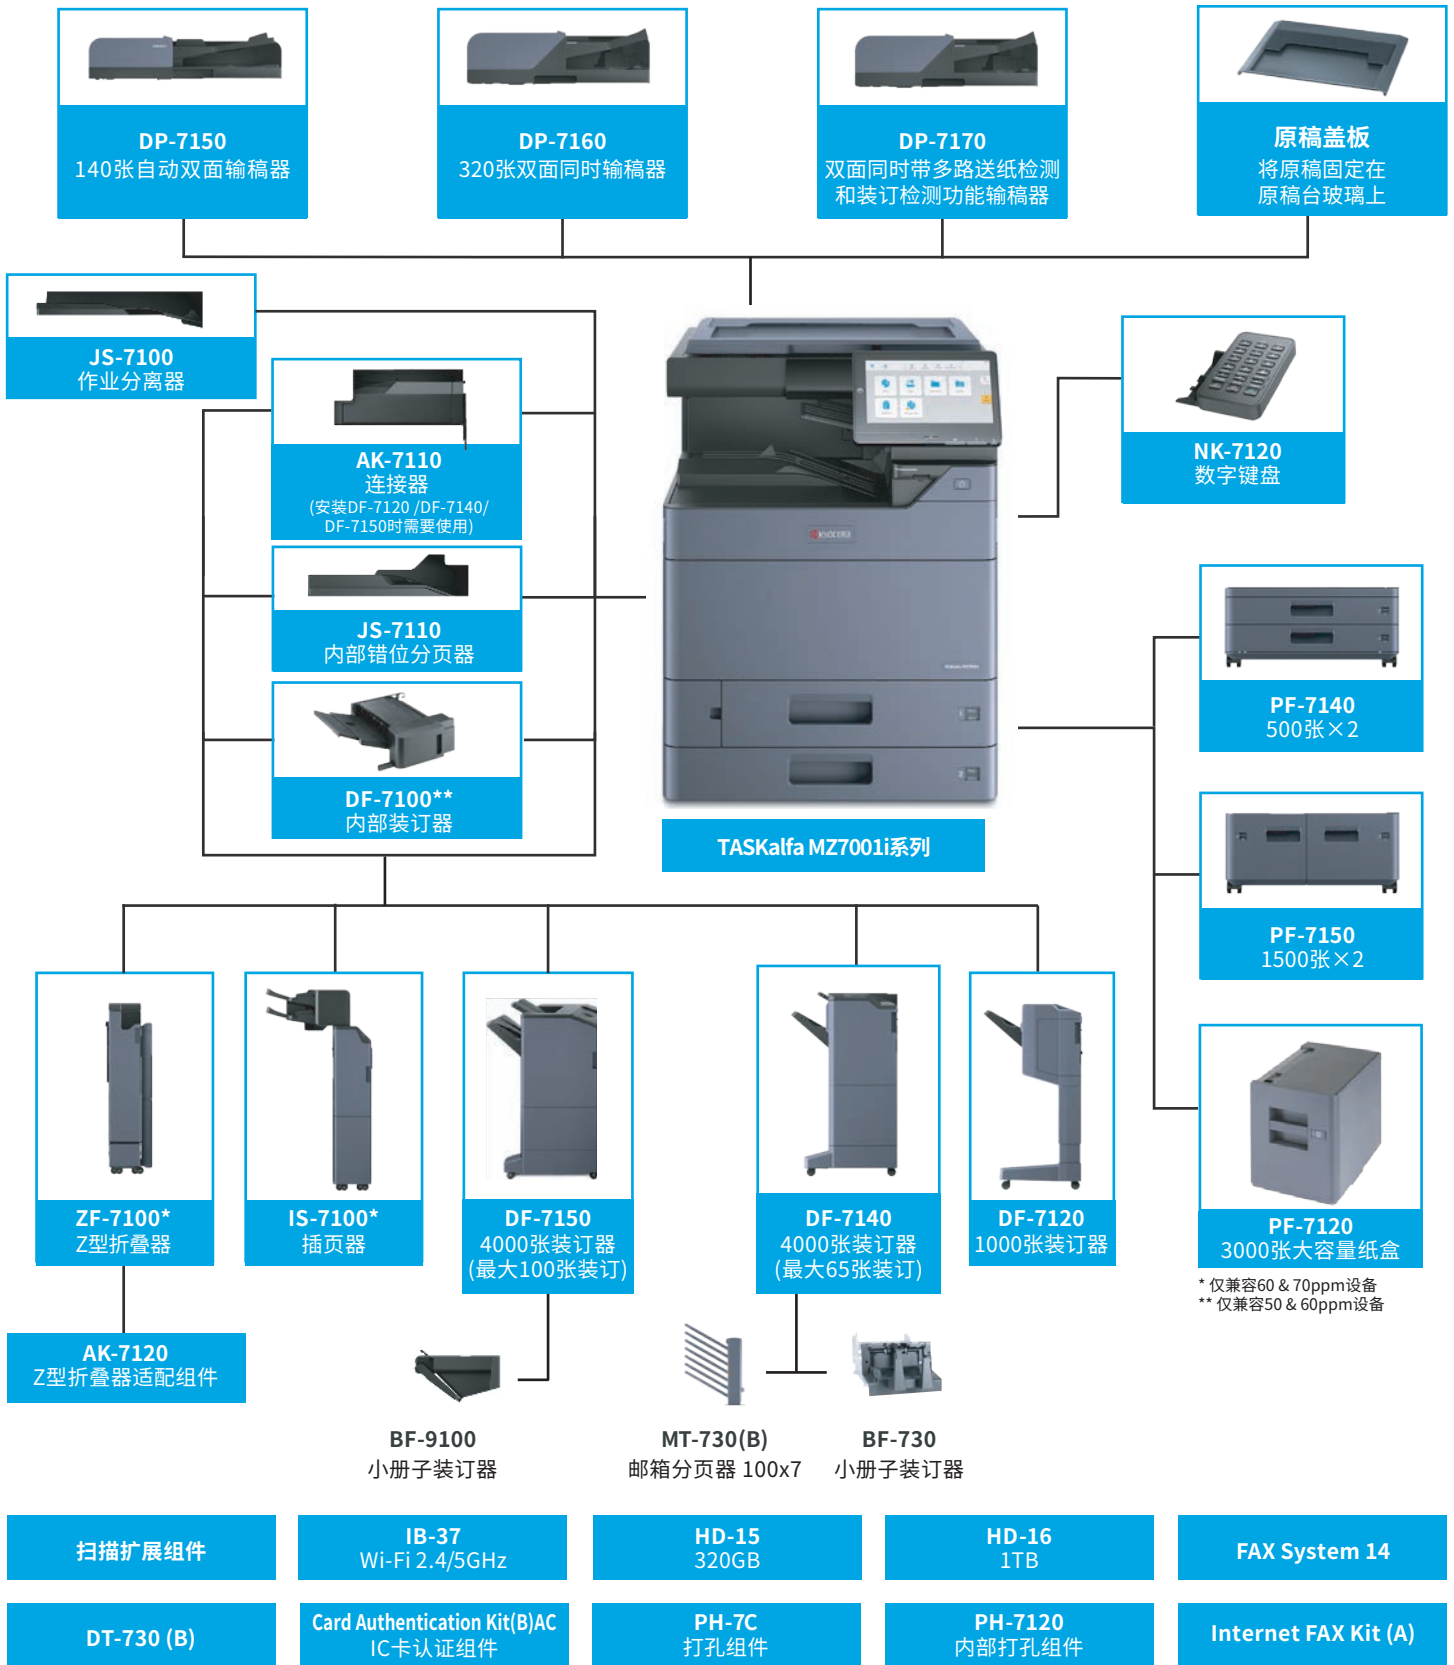 DP-7150
140张自动双面输稿器
DP-7160
320张双面同时输稿器
DP-7170
双面同时带多路送纸检测
和装订检测功能输稿器
原稿盖板
将原稿固定在
原稿台玻璃上
JS-7100
作业分离器
AK-7110
连接器
(安装DF-7120 /DF-7140/
DF-7150时需要使用)
JS-7110
内部错位分页器
DF-7100**
内部装订器
KYOCERA
TASKalfa MZ7001i系列
NK-7120
数字键盘
PF-7140
500张×2
PF-7150
1500张×2
PF-7120
3000张大容量纸盒
* 仅兼容60 & 70ppm设备
** 仅兼容50 & 60ppm设备
ZF-7100*
Z型折叠器
IS-7100*
插页器
DF-7150
4000张装订器
(最大100张装订)
DF-7140
4000张装订器
(最大65张装订)
DF-7120
1000张装订器
AK-7120
Z型折叠器适配组件
BF-9100
小册子装订器
MT-730(B)
邮箱分页器 100x7
BF-730
小册子装订器
扫描扩展组件
IB-37
Wi-Fi 2.4/5GHz
HD-15
320GB
HD-16
1TB
FAX System 14
DT-730 (B)
Card Authentication Kit(B)AC
IC卡认证组件
PH-7C
打孔组件
PH-7120
内部打孔组件
Internet FAX Kit (A)